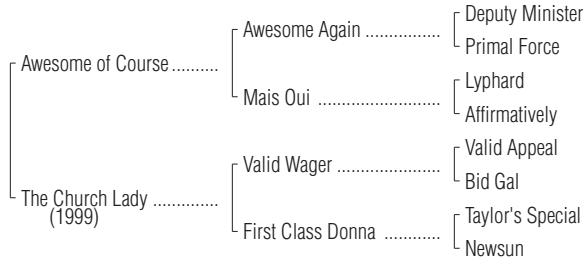 Deputy Minister
Awesome Again ................
Primal Force
Awesome of Course ..........
Lyphard
Mais Oui ..........................
Affirmatively
Valid Appeal
Valid Wager ......................
Bid Gal
The Church Lady ..............
(1999)
Taylor's Special
First Class Donna ..............
Newsun